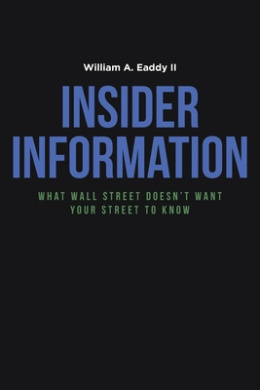 William A. Eaddy II
INSIDER
INFORMATION
WHAT WALL STREET DOESN'T WANT
YOUR STREET TO KNOW